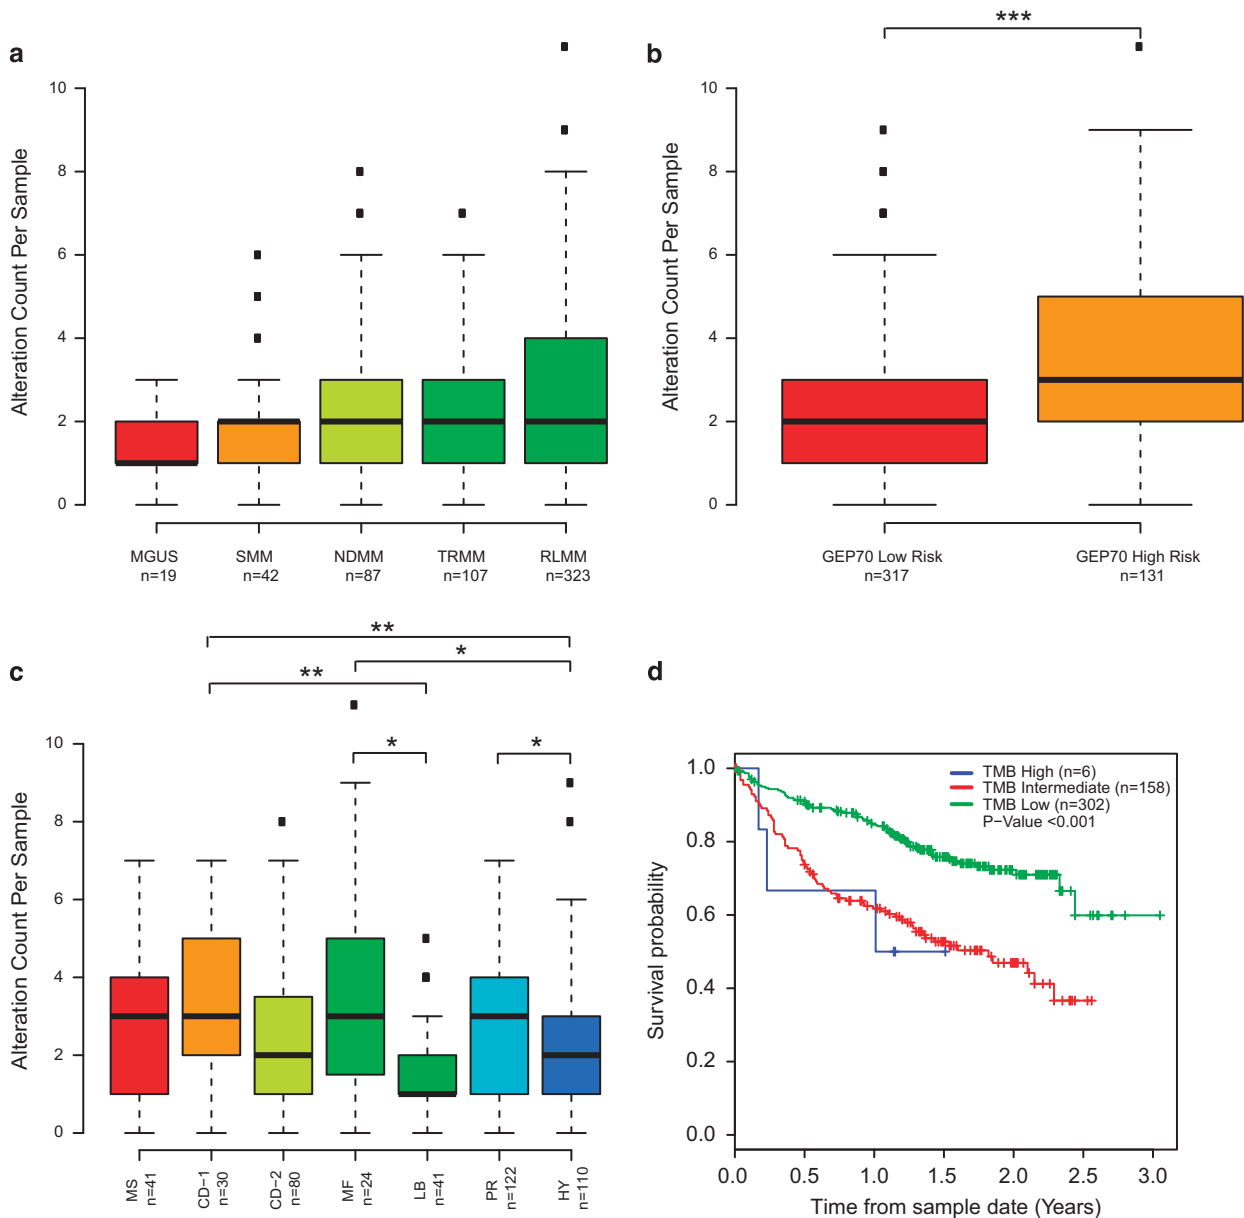 a
Alteration Count Per Sample
10
8
6
4
2
0
MGUS
n=19
SMM
n=42
NDMM
n=87
TRMM
n=107
RLMM
n=323
b
***
Alteration Count Per Sample
10
8
6
4
2
0
GEP70 Low Risk
n=317
GEP70 High Risk
n=131
c
**
*
**
*
*
Alteration Count Per Sample
10
8
6
4
2
0
MS
n=41
CD-1
n=30
CD-2
n=80
MF
n=24
LB
n=41
PR
n=122
HY
n=110
d
Survival probability
1.0
0.8
0.6
0.4
0.2
0.0
TMB High (n=6)
TMB Intermediate (n=158)
TMB Low (n=302)
P−Value <0.001
0.0
0.5
1.0
1.5
2.0
2.5
3.0
Time from sample date (Years)